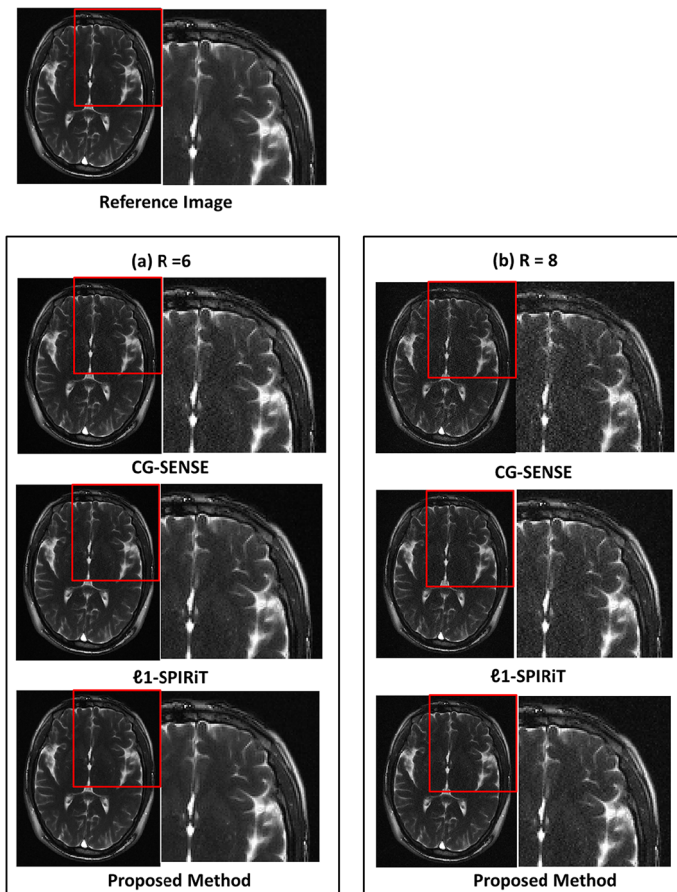 Reference Image
(a) R =6
CG-SENSE
ℓ1-SPIRiT
Proposed Method
(b) R = 8
CG-SENSE
ℓ1-SPIRiT
Proposed Method